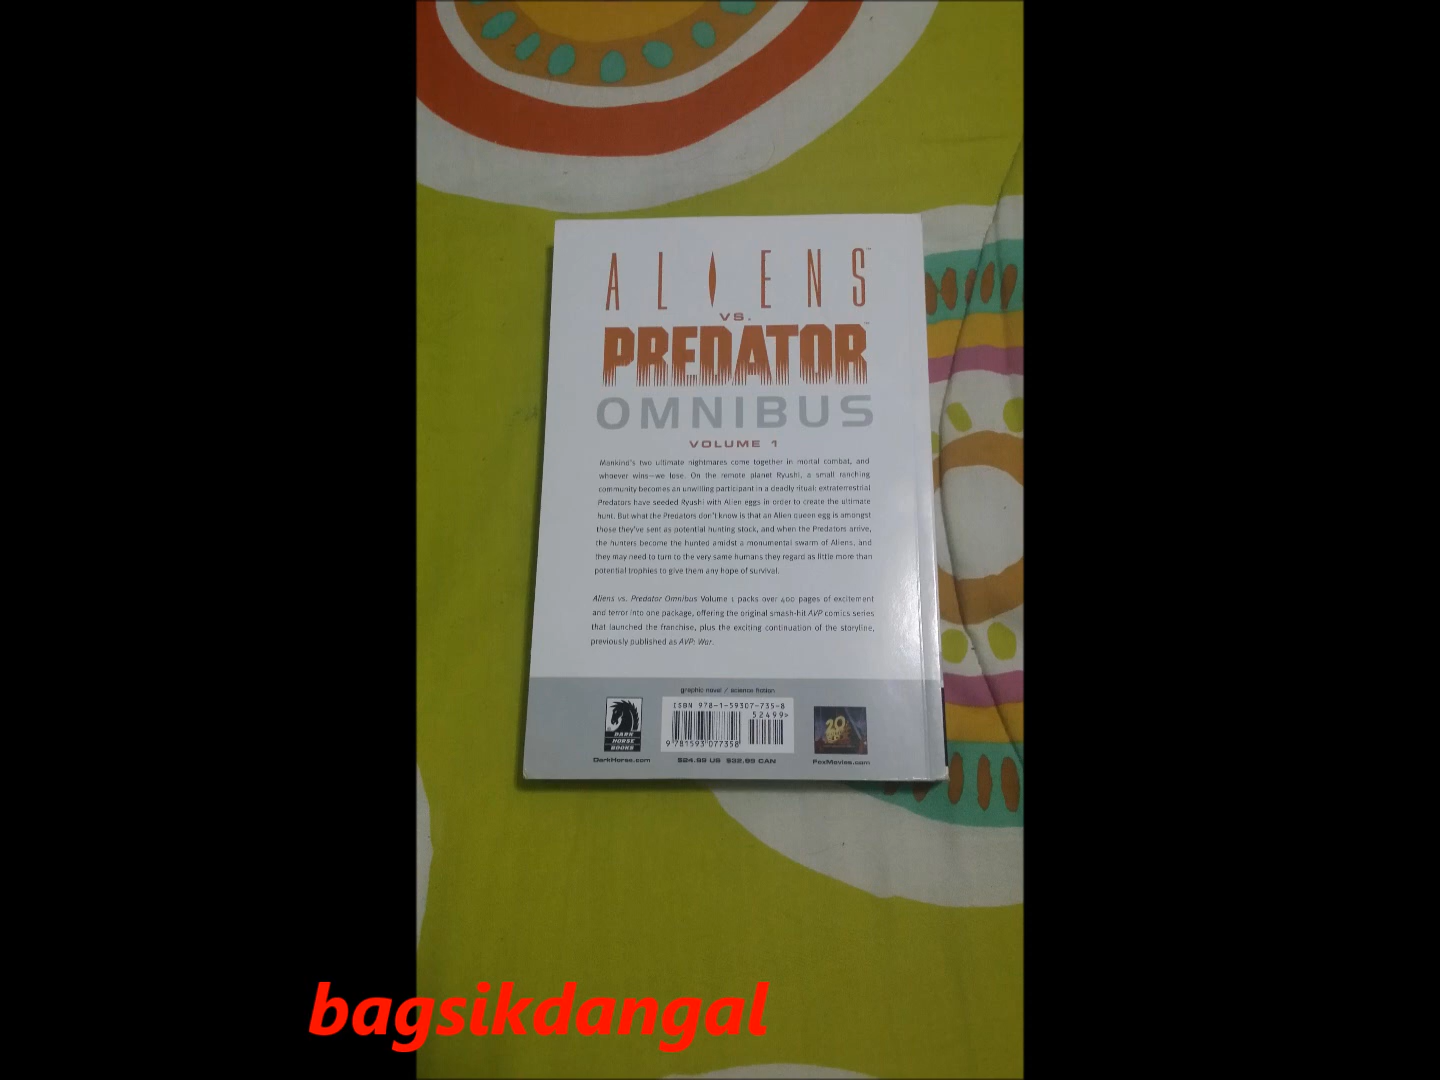 ALIENS™
VS.
PREDATOR™
OMNIBUS
VOLUME 1
Mankind's two ultimate nightmares come together in mortal combat, and
whoever wins—we lose. On the remote planet Ryushi, a small ranching
community becomes an unwilling participant in a deadly ritual: extraterrestrial
Predators have seeded Ryushi with Alien eggs in order to create the ultimate
hunt. But what the Predators don't know is that an Alien queen egg is amongst
those they've sent as potential hunting stock, and when the Predators arrive,
the hunters become the hunted amidst a monumental swarm of Aliens, and
they may need to turn to the very same humans they regard as little more than
potential trophies to give them any hope of survival.
Aliens vs. Predator Omnibus Volume 1 packs over 400 pages of excitement
and terror into one package, offering the original smash-hit AVP comics series
that launched the franchise, plus the exciting continuation of the storyline,
previously published as AVP: War.
graphic novel / science fiction
ISBN 978-1-59307-735-8
52499>
9 781593 077358
DARK
HORSE
BOOKS
20
DarkHorse.com
$24.99 US $32.99 CAN
FoxMovies.com
bagsikdangal